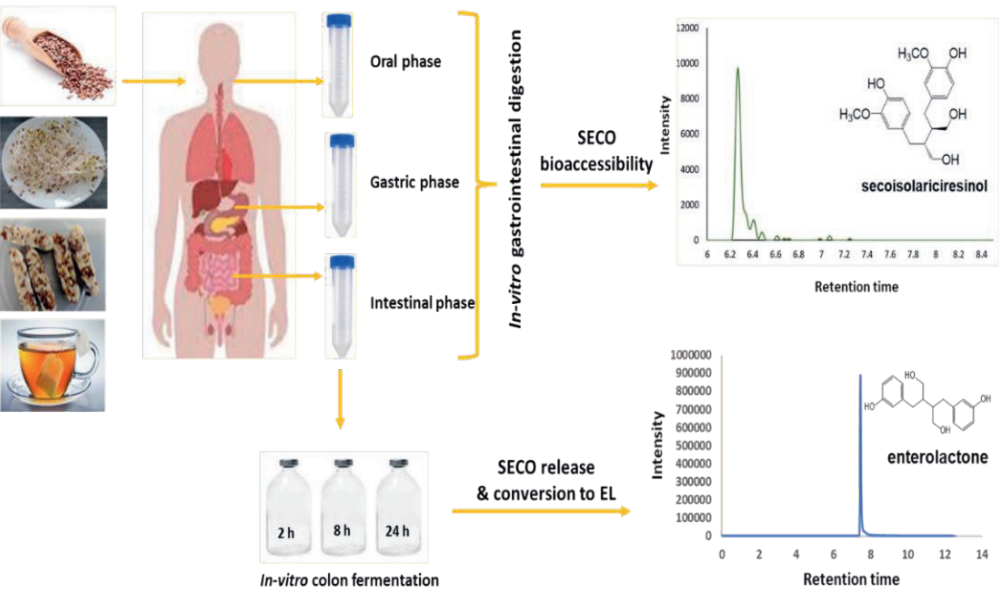 Oral phase
Gastric phase
Intestinal phase
In-vitro gastrointestinal digestion
SECO
bioaccessibility
Intensity
12000
10000
8000
6000
4000
2000
0
6 6.2 6.4 6.6 6.8 7 7.2 7.4 7.6 7.8 8 8.2 8.4
Retention time
H₃CO
OH
HO
H₃CO
OH
OH
secoisolariciresinol
2 h
8 h
24 h
In-vitro colon fermentation
SECO release
& conversion to EL
Intensity
1000000
900000
800000
700000
600000
500000
400000
300000
200000
100000
0
0 2 4 6 8 10 12 14
Retention time
HO
HO
OH
OH
enterolactone